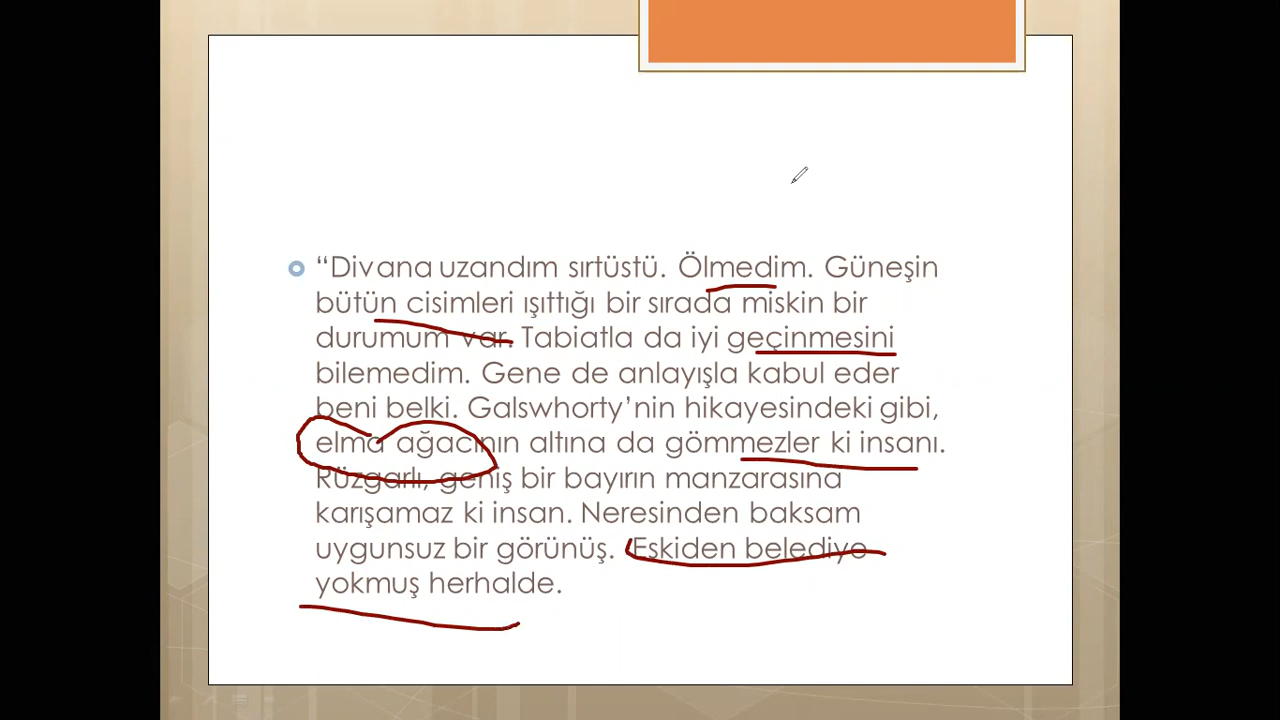 “Divana uzandım sırtüstü. Ölmedim. Güneşin
bütün cisimleri ışıttığı bir sırada miskin bir
durumum var. Tabiatla da iyi geçinmesini
bilemedim. Gene de anlayışla kabul eder
beni belki. Galswhorty’nin hikayesindeki gibi,
elma ağacının altına da gömmezler ki insanı.
Rüzgarlı, geniş bir bayırın manzarasına
karışamaz ki insan. Neresinden baksam
uygunsuz bir görünüş. Eskiden belediye
yokmuş herhalde.